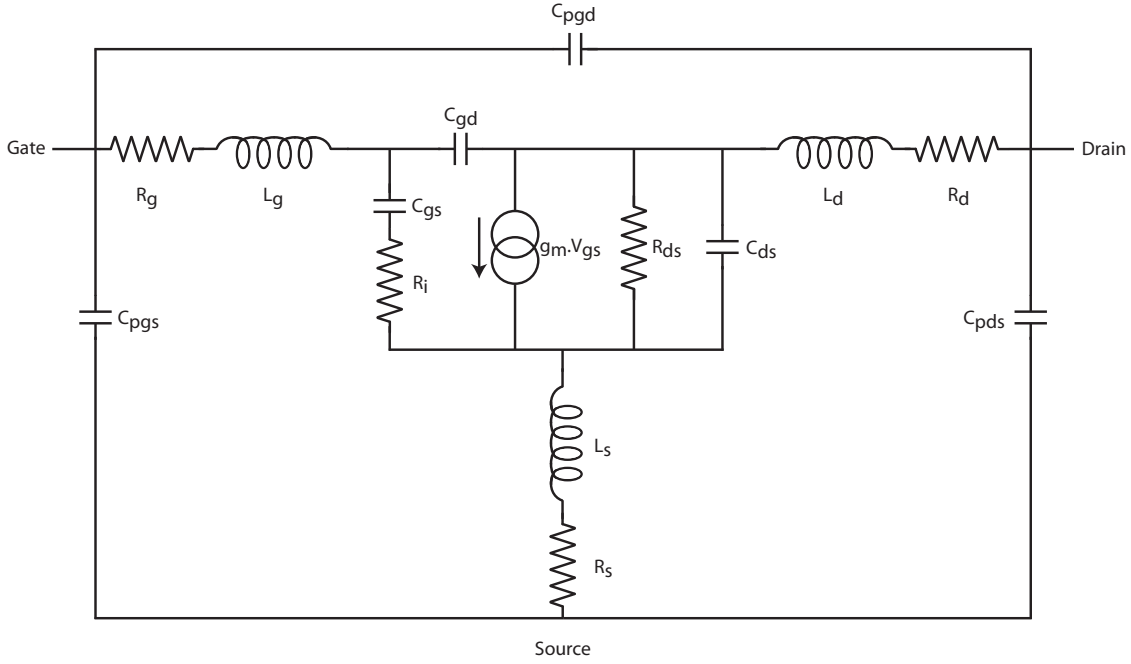 Cpgd
Cgd
Gate
Drain
Rg
Lg
Ld
Rd
Cgs
gm.Vgs
Rds
Cds
Ri
Cpgs
Cpds
Ls
Rs
Source